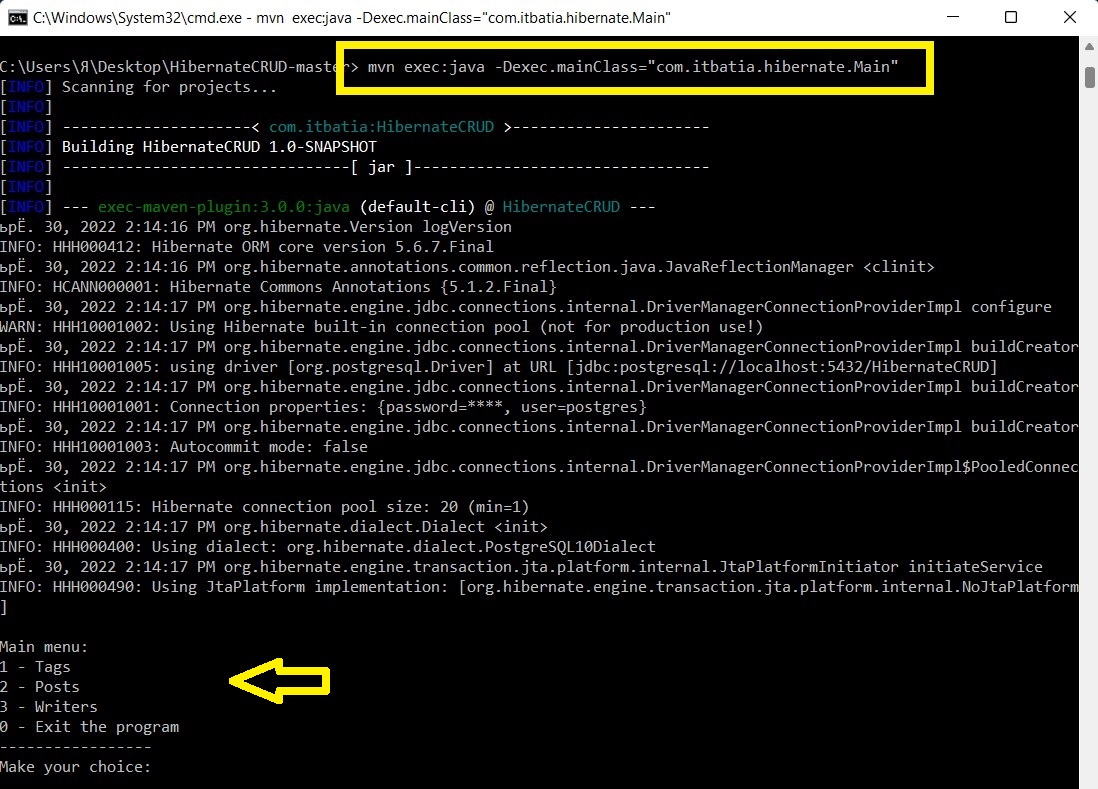 C:\Windows\System32\cmd.exe - mvn  exec:java -Dexec.mainClass="com.itbatia.hibernate.Main"
C:\Users\Я\Desktop\HibernateCRUD-master> mvn exec:java -Dexec.mainClass="com.itbatia.hibernate.Main"
[INFO] Scanning for projects...
[INFO]
[INFO] ---------------------< com.itbatia:HibernateCRUD >----------------------
[INFO] Building HibernateCRUD 1.0-SNAPSHOT
[INFO] --------------------------------[ jar ]---------------------------------
[INFO]
[INFO] --- exec-maven-plugin:3.0.0:java (default-cli) @ HibernateCRUD ---
ьрЁ. 30, 2022 2:14:16 PM org.hibernate.Version logVersion
INFO: HHH000412: Hibernate ORM core version 5.6.7.Final
ьрЁ. 30, 2022 2:14:16 PM org.hibernate.annotations.common.reflection.java.JavaReflectionManager <clinit>
INFO: HCANN000001: Hibernate Commons Annotations {5.1.2.Final}
ьрЁ. 30, 2022 2:14:17 PM org.hibernate.engine.jdbc.connections.internal.DriverManagerConnectionProviderImpl configure
WARN: HHH10001002: Using Hibernate built-in connection pool (not for production use!)
ьрЁ. 30, 2022 2:14:17 PM org.hibernate.engine.jdbc.connections.internal.DriverManagerConnectionProviderImpl buildCreator
INFO: HHH10001005: using driver [org.postgresql.Driver] at URL [jdbc:postgresql://localhost:5432/HibernateCRUD]
ьрЁ. 30, 2022 2:14:17 PM org.hibernate.engine.jdbc.connections.internal.DriverManagerConnectionProviderImpl buildCreator
INFO: HHH10001001: Connection properties: {password=****, user=postgres}
ьрЁ. 30, 2022 2:14:17 PM org.hibernate.engine.jdbc.connections.internal.DriverManagerConnectionProviderImpl buildCreator
INFO: HHH10001003: Autocommit mode: false
ьрЁ. 30, 2022 2:14:17 PM org.hibernate.engine.jdbc.connections.internal.DriverManagerConnectionProviderImpl$PooledConnec
tions <init>
INFO: HHH000115: Hibernate connection pool size: 20 (min=1)
ьрЁ. 30, 2022 2:14:17 PM org.hibernate.dialect.Dialect <init>
INFO: HHH000400: Using dialect: org.hibernate.dialect.PostgreSQL10Dialect
ьрЁ. 30, 2022 2:14:17 PM org.hibernate.engine.transaction.jta.platform.internal.JtaPlatformInitiator initiateService
INFO: HHH000490: Using JtaPlatform implementation: [org.hibernate.engine.transaction.jta.platform.internal.NoJtaPlatform
]
Main menu:
1 - Tags
2 - Posts
3 - Writers
0 - Exit the program
-----------------
Make your choice: